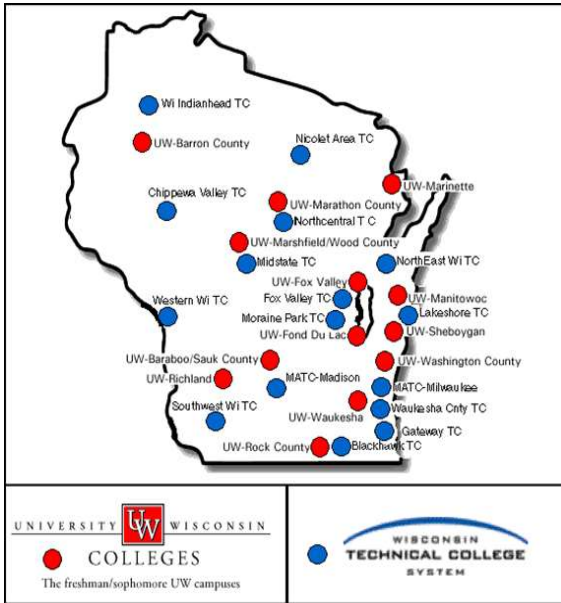 Wi Indianhead TC
UW-Barron County
Nicolet Area TC
UW-Marinette
Chippewa Valley TC
UW-Marathon County
Northcentral T C
UW-Marshfield/Wood County
Midstate TC
NorthEast Wi TC
UW-Fox Valley
Fox Valley TC
UW-Manitowoc
Western Wi TC
Lakeshore TC
Moraine Park TC
UW-Sheboygan
UW-Fond Du Lac
UW-Baraboo/Sauk County
UW-Washington County
UW-Richland
MATC-Madison
MATC-Milwaukee
Southwest Wi TC
UW-Waukesha
Waukesha Cnty TC
Gateway TC
UW-Rock County
Blackhawk TC
UNIVERSITY UW WISCONSIN
COLLEGES
The freshman/sophomore UW campuses
WISCONSIN
TECHNICAL COLLEGE
SYSTEM